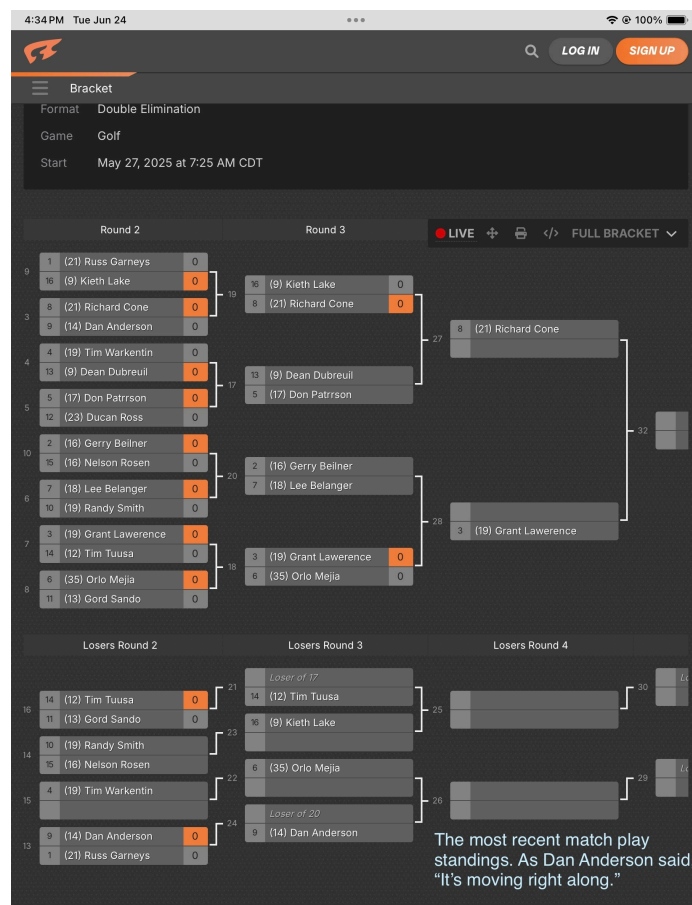 4:34 PM Tue Jun 24
100%
LOG IN
SIGN UP
Bracket
Format Double Elimination
Game Golf
Start May 27, 2025 at 7:25 AM CDT
Round 2
Round 3
LIVE
</> FULL BRACKET
9
1 (21) Russ Garneys 0
16 (9) Kieth Lake 0
3
8 (21) Richard Cone 0
9 (14) Dan Anderson 0
4
4 (19) Tim Warkentin 0
13 (9) Dean Dubreuil 0
5
5 (17) Don Patrrson 0
12 (23) Ducan Ross 0
10
2 (16) Gerry Beilner 0
15 (16) Nelson Rosen 0
6
7 (18) Lee Belanger 0
10 (19) Randy Smith 0
7
3 (19) Grant Lawerence 0
14 (12) Tim Tuusa 0
8
6 (35) Orlo Mejia 0
11 (13) Gord Sando 0
19
16 (9) Kieth Lake 0
8 (21) Richard Cone 0
17
13 (9) Dean Dubreuil
5 (17) Don Patrrson
20
2 (16) Gerry Beilner
7 (18) Lee Belanger
18
3 (19) Grant Lawerence 0
6 (35) Orlo Mejia 0
27
8 (21) Richard Cone
28
3 (19) Grant Lawerence
32
Losers Round 2
Losers Round 3
Losers Round 4
16
14 (12) Tim Tuusa 0
11 (13) Gord Sando 0
14
10 (19) Randy Smith
15 (16) Nelson Rosen
15
4 (19) Tim Warkentin
13
9 (14) Dan Anderson 0
1 (21) Russ Garneys 0
21
Loser of 17
14 (12) Tim Tuusa
23
16 (9) Kieth Lake
22
6 (35) Orlo Mejia
24
Loser of 20
9 (14) Dan Anderson
25
26
30
Lo
29
Lo
The most recent match play
standings. As Dan Anderson said
“It’s moving right along.”